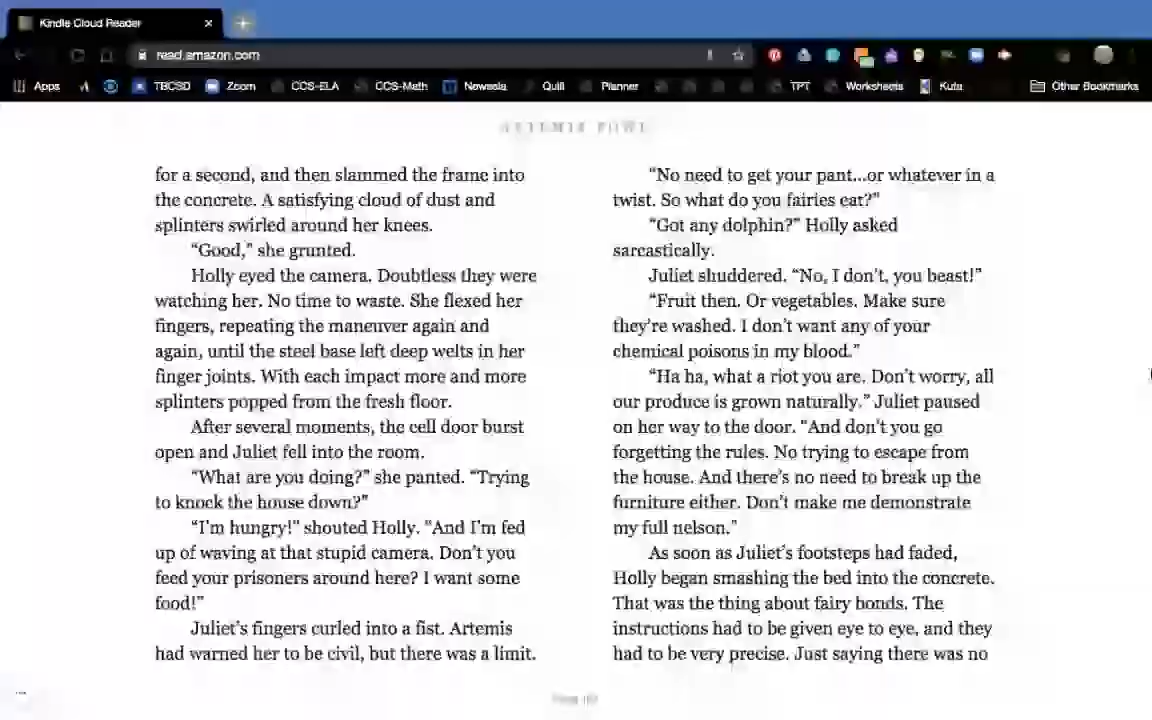 Kindle Cloud Reader
read.amazon.com
Apps TBCSD Zoom CCS-ELA CCS-Math Newsela Quill Planner TPT Worksheets Kuta Other Bookmarks
ARTEMIS FOWL
for a second, and then slammed the frame into
the concrete. A satisfying cloud of dust and
splinters swirled around her knees.
“Good,” she grunted.
Holly eyed the camera. Doubtless they were
watching her. No time to waste. She flexed her
fingers, repeating the maneuver again and
again, until the steel base left deep welts in her
finger joints. With each impact more and more
splinters popped from the fresh floor.
After several moments, the cell door burst
open and Juliet fell into the room.
“What are you doing?” she panted. “Trying
to knock the house down?”
“I’m hungry!” shouted Holly. “And I’m fed
up of waving at that stupid camera. Don’t you
feed your prisoners around here? I want some
food!”
Juliet’s fingers curled into a fist. Artemis
had warned her to be civil, but there was a limit.
“No need to get your pant...or whatever in a
twist. So what do you fairies eat?”
“Got any dolphin?” Holly asked
sarcastically.
Juliet shuddered. “No, I don’t, you beast!”
“Fruit then. Or vegetables. Make sure
they’re washed. I don’t want any of your
chemical poisons in my blood.”
“Ha ha, what a riot you are. Don’t worry, all
our produce is grown naturally.” Juliet paused
on her way to the door. “And don’t you go
forgetting the rules. No trying to escape from
the house. And there’s no need to break up the
furniture either. Don’t make me demonstrate
my full nelson.”
As soon as Juliet’s footsteps had faded,
Holly began smashing the bed into the concrete.
That was the thing about fairy bonds. The
instructions had to be given eye to eye, and they
had to be very precise. Just saying there was no
Page